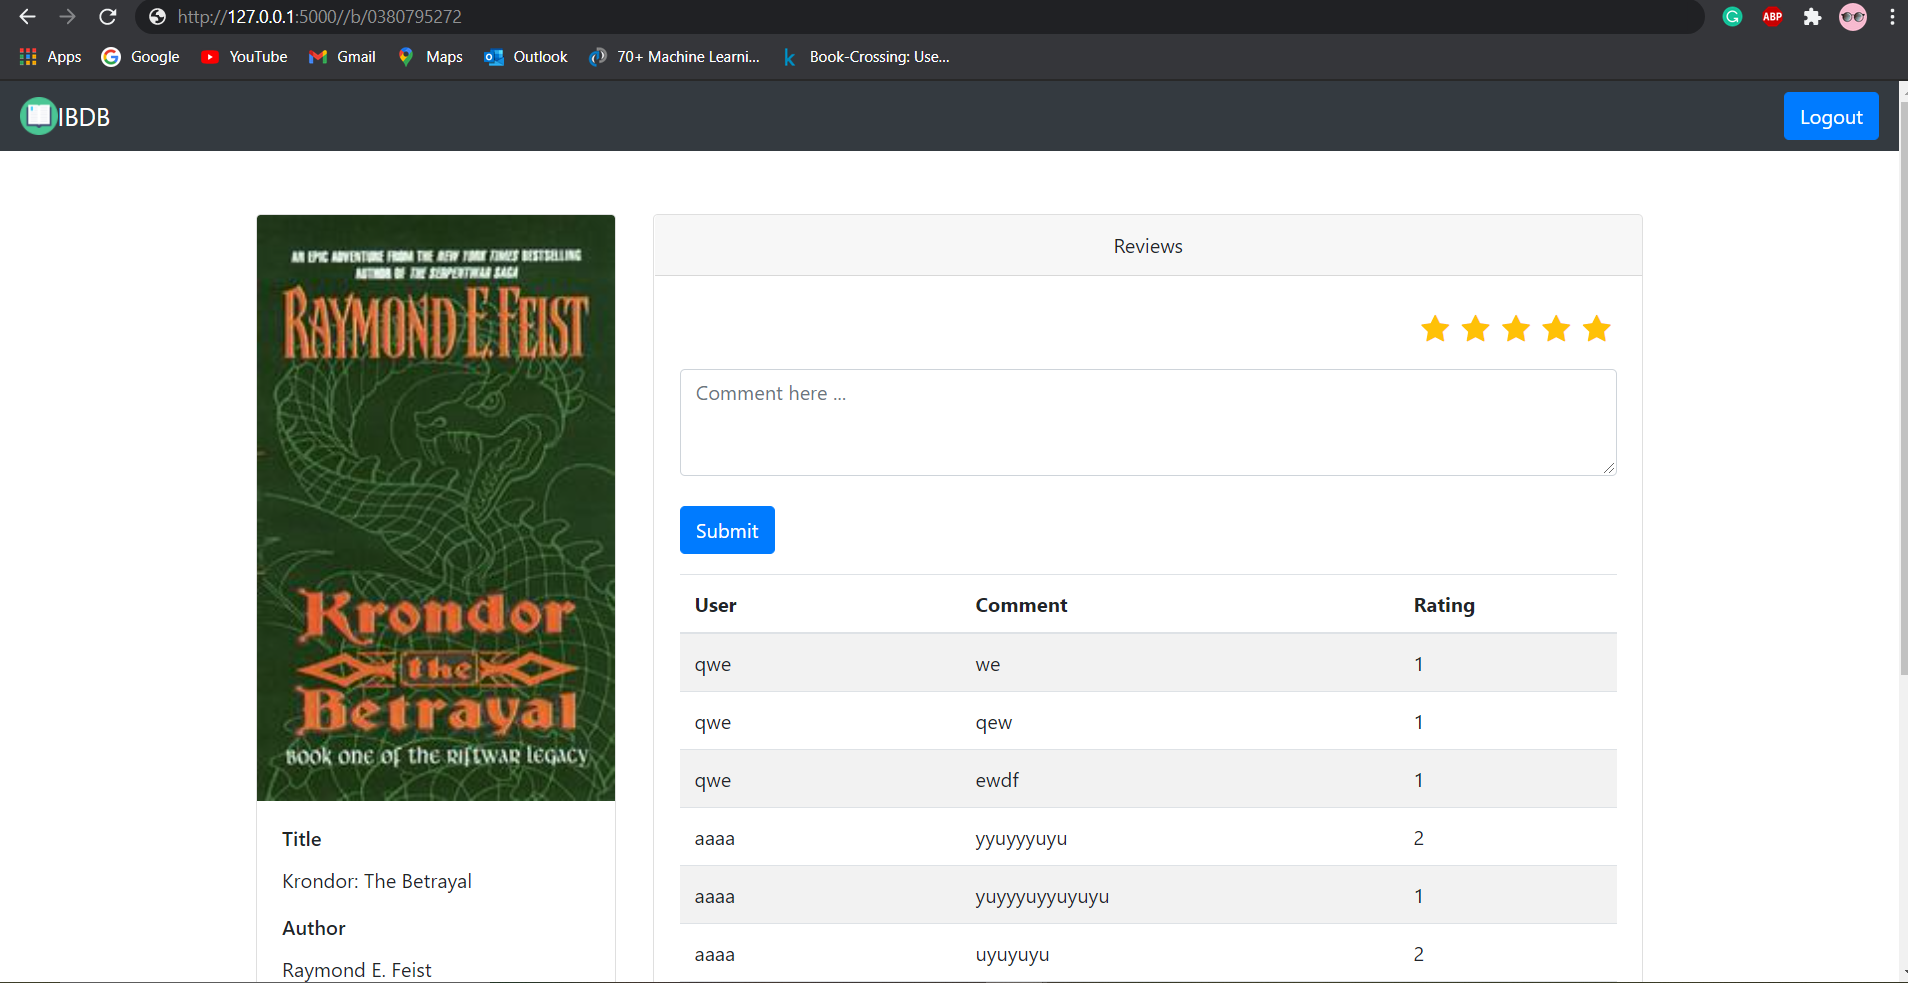 http://127.0.0.1:5000//b/0380795272
ABP
Apps Google YouTube Gmail Maps Outlook 70+ Machine Learni... Book-Crossing: Use...
IBDB
Logout
AN EPIC ADVENTURE FROM THE NEW YORK TIMES BESTSELLING
AUTHOR OF THE SERPENTWAR SAGA
RAYMOND E. FEIST
Krondor
the
Betrayal
BOOK ONE OF THE RIFTWAR LEGACY
Title
Krondor: The Betrayal
Author
Raymond E. Feist
Reviews
Comment here ...
Submit
User Comment Rating
qwe we 1
qwe qew 1
qwe ewdf 1
aaaa yyuyyyuyu 2
aaaa yuyyyuyyuyuyu 1
aaaa uyuyuyu 2